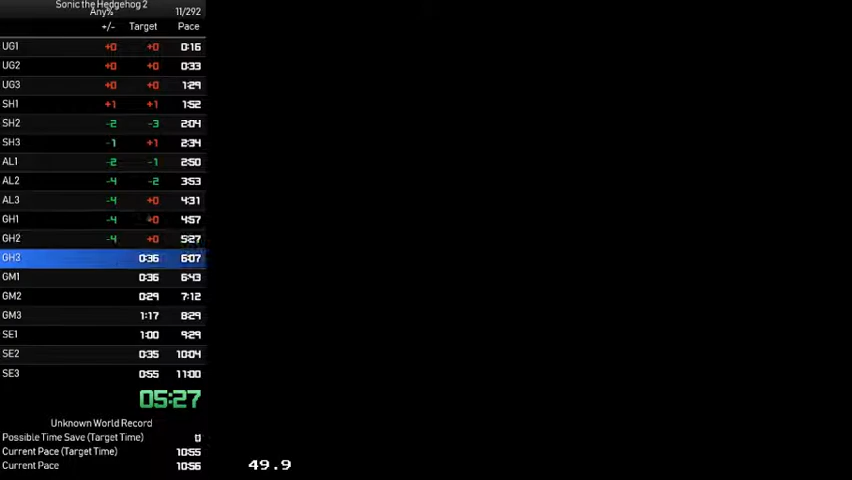 Sonic the Hedgehog 2
Any% 11/292
+/- Target Pace
UG1 +0 +0 0:16
UG2 +0 +0 0:33
UG3 +0 +0 1:29
SH1 +1 +1 1:52
SH2 -2 -3 2:04
SH3 -1 +1 2:34
AL1 -2 -1 2:50
AL2 -4 -2 3:53
AL3 -4 +0 4:31
GH1 -4 +0 4:57
GH2 -4 +0 5:27
GH3 0:36 6:07
GM1 0:36 6:43
GM2 0:29 7:12
GM3 1:17 8:29
SE1 1:00 9:29
SE2 0:35 10:04
SE3 0:55 11:00
05:27
Unknown World Record
Possible Time Save (Target Time) 0
Current Pace (Target Time) 10:55
Current Pace 10:56
49.9